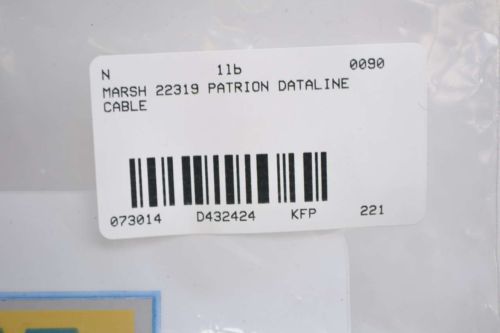 N 1lb 0090
MARSH 22319 PATRION DATALINE
CABLE
073014 D432424 KFP 221